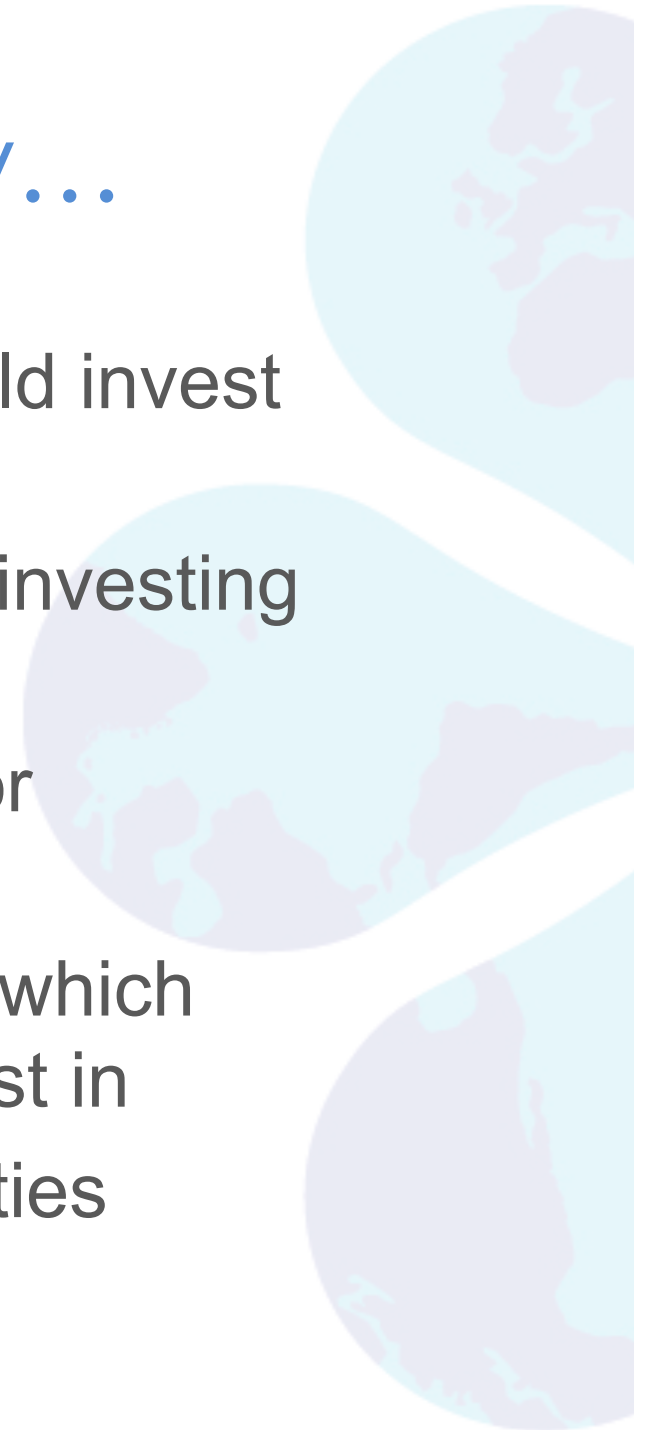 y…
ld invest
investing
or
which
st in
ties